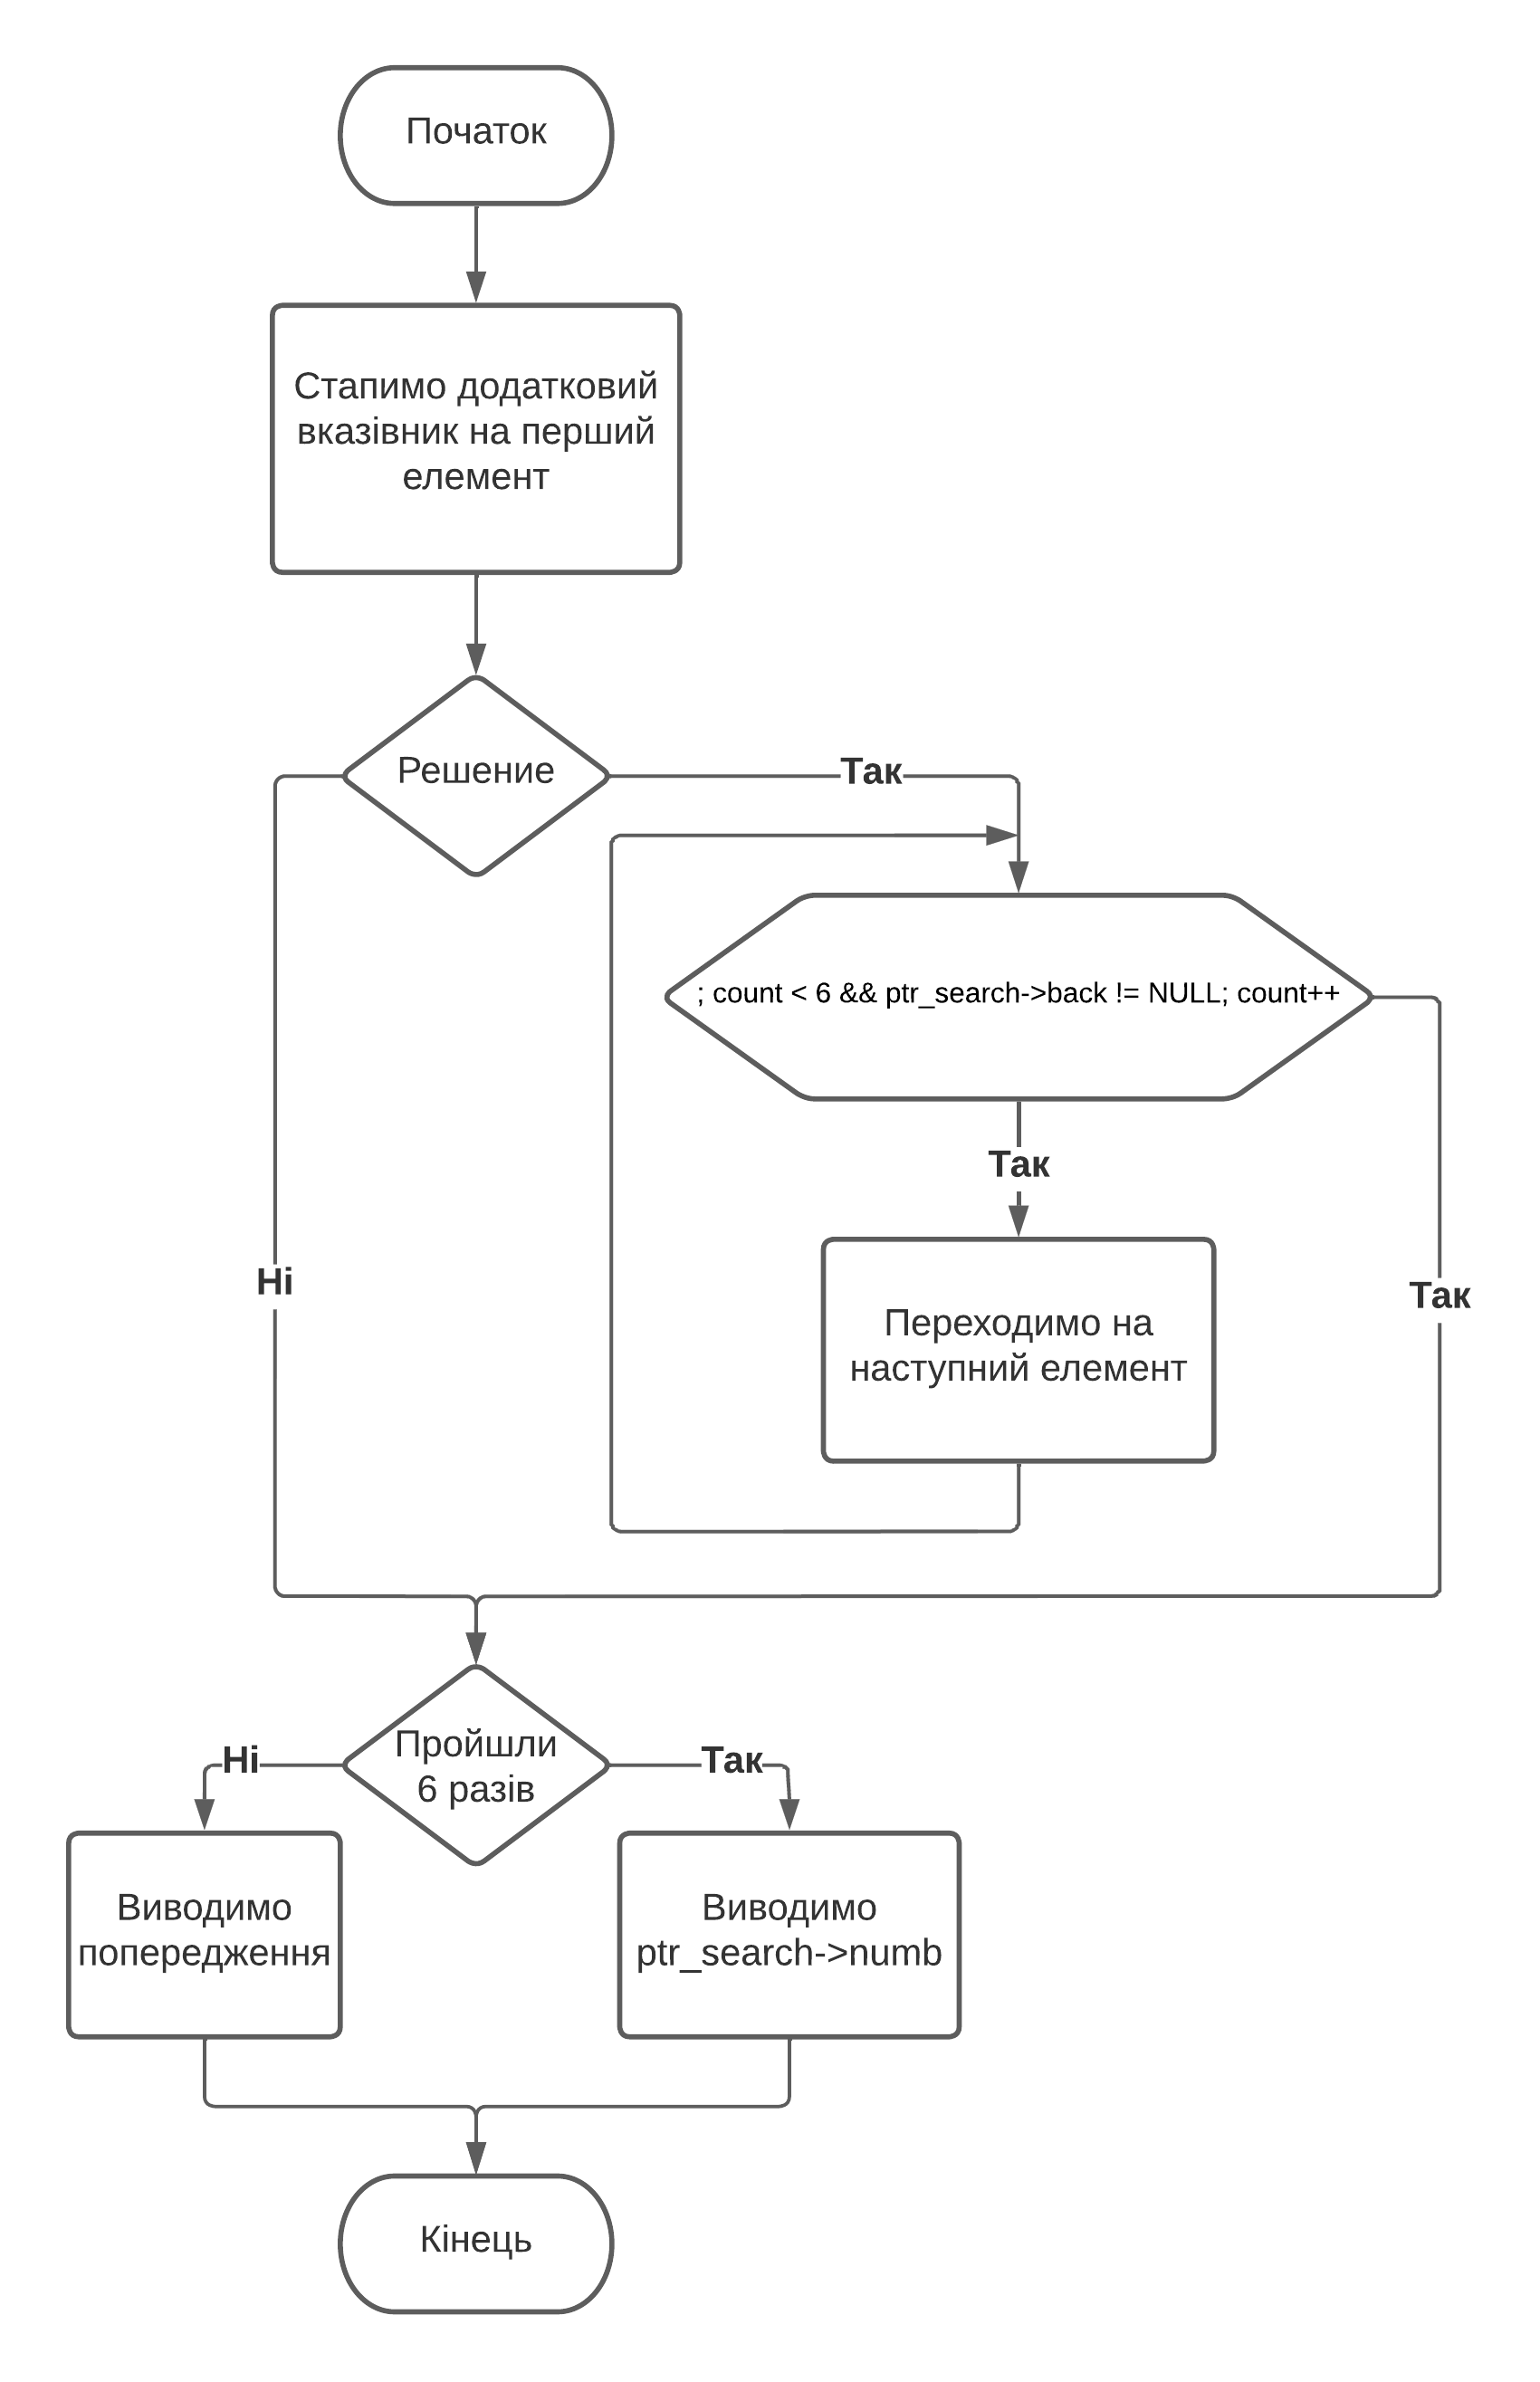 Початок
Стапимо додатковий
вказівник на перший
елемент
Решение
Так
; count < 6 && ptr_search->back != NULL; count++
Так
Ні
Так
Переходимо на
наступний елемент
Пройшли
6 разів
Ні
Так
Виводимо
попередження
Виводимо
ptr_search->numb
Кінець